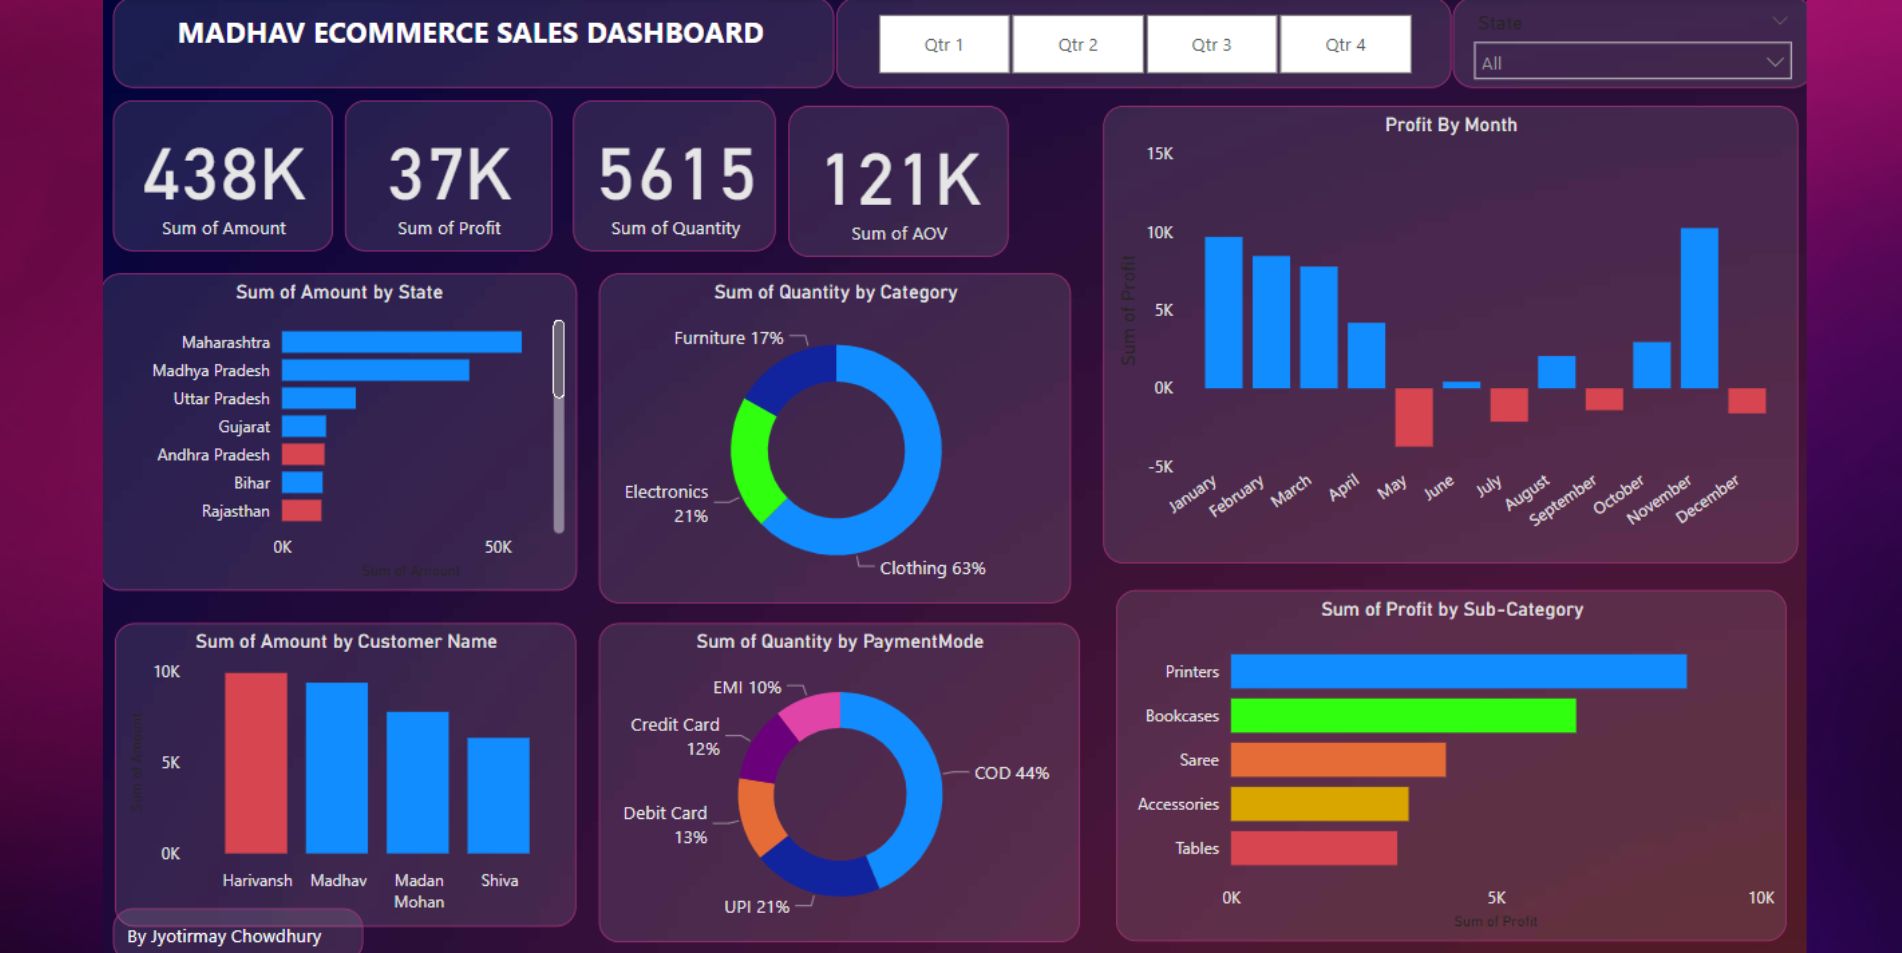 MADHAV ECOMMERCE SALES DASHBOARD
Qtr 1
Qtr 2
Qtr 3
Qtr 4
State
All
438K
Sum of Amount
37K
Sum of Profit
5615
Sum of Quantity
121K
Sum of AOV
Profit By Month
15K
10K
5K
0K
-5K
Sum of Profit
January
February
March
April
May
June
July
August
September
October
November
December
Sum of Amount by State
Maharashtra
Madhya Pradesh
Uttar Pradesh
Gujarat
Andhra Pradesh
Bihar
Rajasthan
0K
50K
Sum of Amount
Sum of Quantity by Category
Furniture 17%
Electronics
21%
Clothing 63%
Sum of Amount by Customer Name
10K
5K
0K
Sum of Amount
Harivansh
Madhav
Madan
Mohan
Shiva
Sum of Quantity by PaymentMode
EMI 10%
Credit Card
12%
Debit Card
13%
UPI 21%
COD 44%
Sum of Profit by Sub-Category
Printers
Bookcases
Saree
Accessories
Tables
0K
5K
10K
Sum of Profit
By Jyotirmay Chowdhury